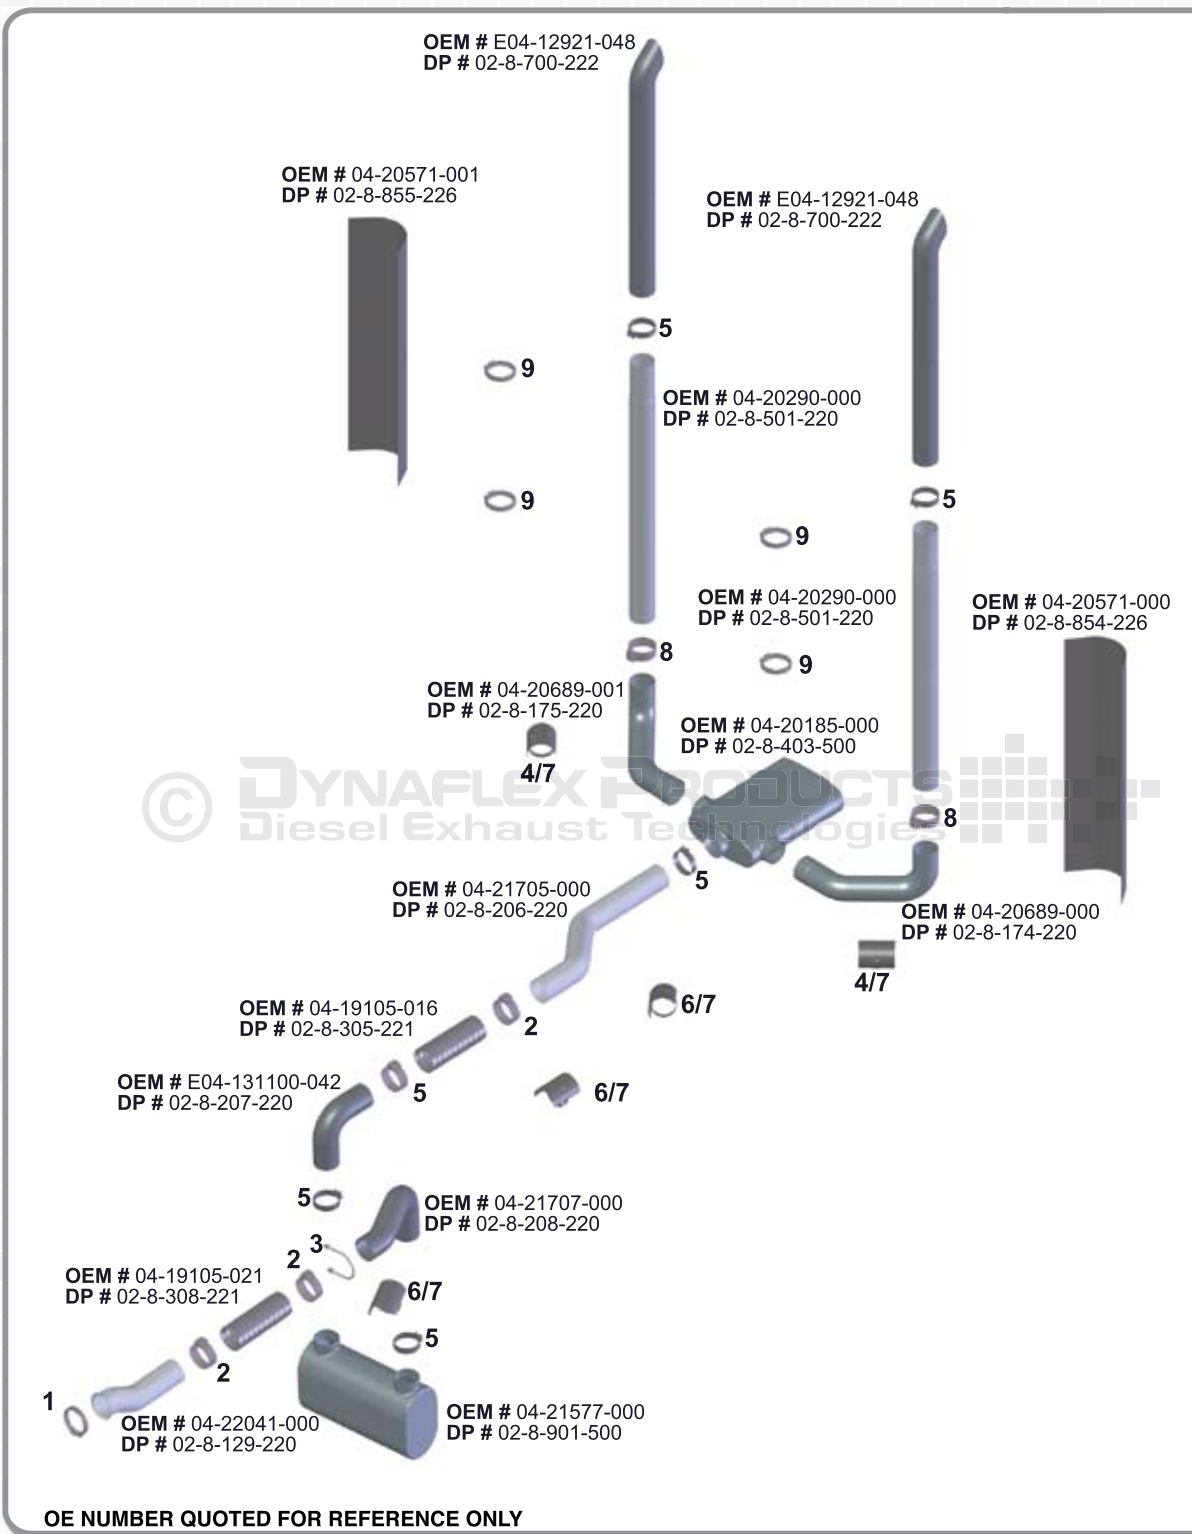 OEM # E04-12921-048
DP # 02-8-700-222
OEM # 04-20571-001
DP # 02-8-855-226
OEM # E04-12921-048
DP # 02-8-700-222
5
9
OEM # 04-20290-000
DP # 02-8-501-220
9
5
9
OEM # 04-20290-000
DP # 02-8-501-220
OEM # 04-20571-000
DP # 02-8-854-226
8
9
OEM # 04-20689-001
DP # 02-8-175-220
OEM # 04-20185-000
DP # 02-8-403-500
4/7
© DYNAFLEX PRODUCTS
Diesel Exhaust Technologies
8
5
OEM # 04-21705-000
DP # 02-8-206-220
OEM # 04-20689-000
DP # 02-8-174-220
4/7
6/7
OEM # 04-19105-016
DP # 02-8-305-221
2
OEM # E04-131100-042
DP # 02-8-207-220
5
6/7
5
OEM # 04-21707-000
DP # 02-8-208-220
3
2
OEM # 04-19105-021
DP # 02-8-308-221
6/7
5
2
1
OEM # 04-22041-000
DP # 02-8-129-220
OEM # 04-21577-000
DP # 02-8-901-500
OE NUMBER QUOTED FOR REFERENCE ONLY